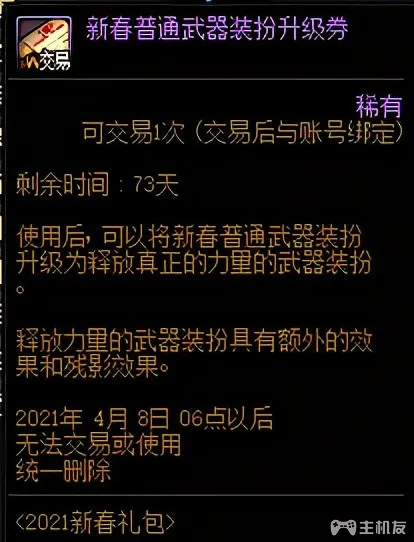 新春普通武器装扮升级券
交易
稀有
可交易1次 (交易后与账号绑定)
剩余时间 : 73天
使用后, 可以将新春普通武器装扮
升级为释放真正的力里的武器装扮
。
释放力里的武器装扮具有额外的效
果和残影效果。
2021年 4月 8日 06点以后
无法交易或使用
统一删除
<2021新春礼包>
主机友